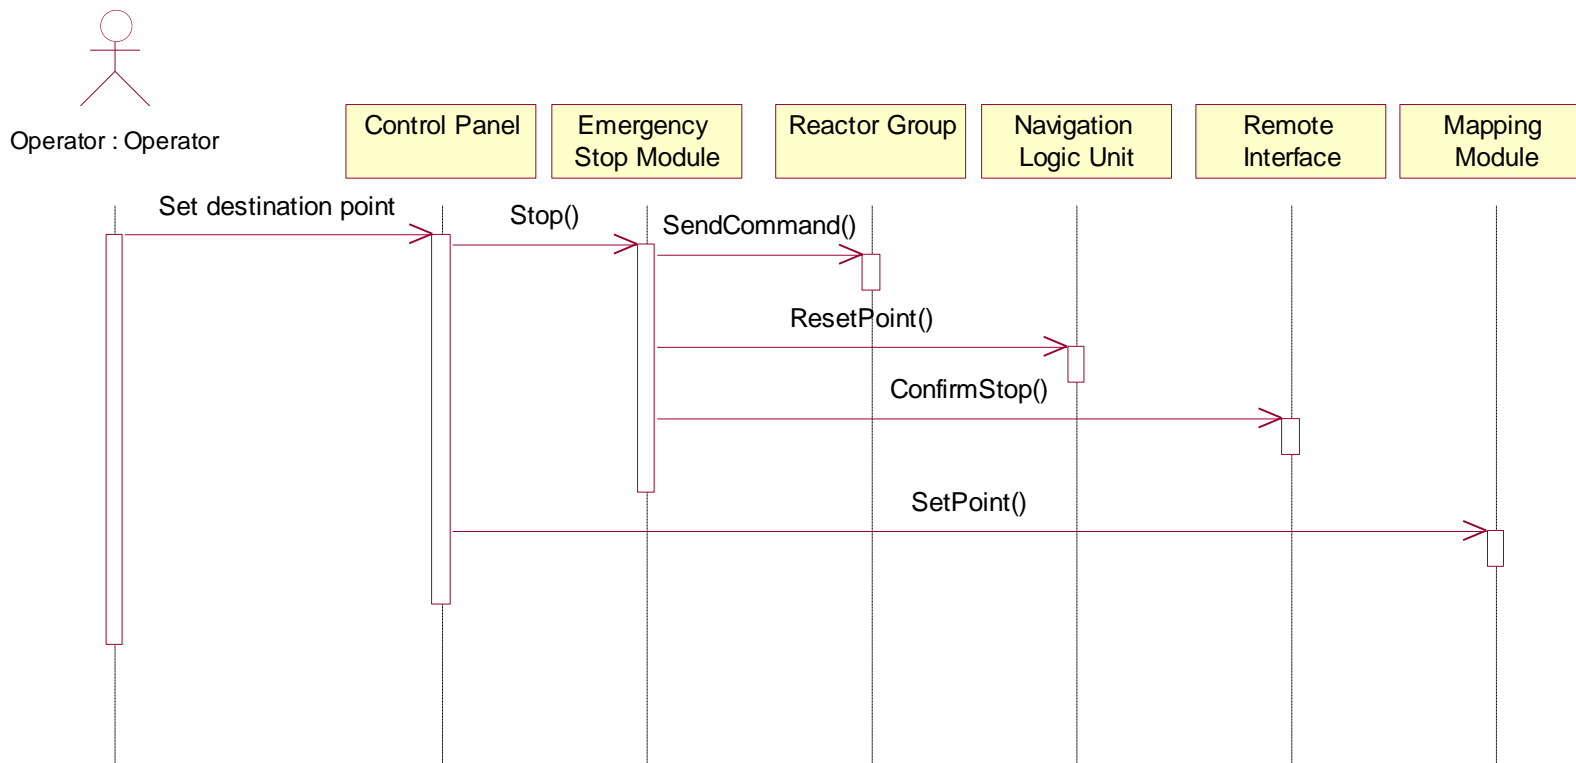 Operator : Operator
Control Panel
Emergency
Stop Module
Reactor Group
Navigation
Logic Unit
Remote
Interface
Mapping
Module
Set destination point
Stop()
SendCommand()
ResetPoint()
ConfirmStop()
SetPoint()